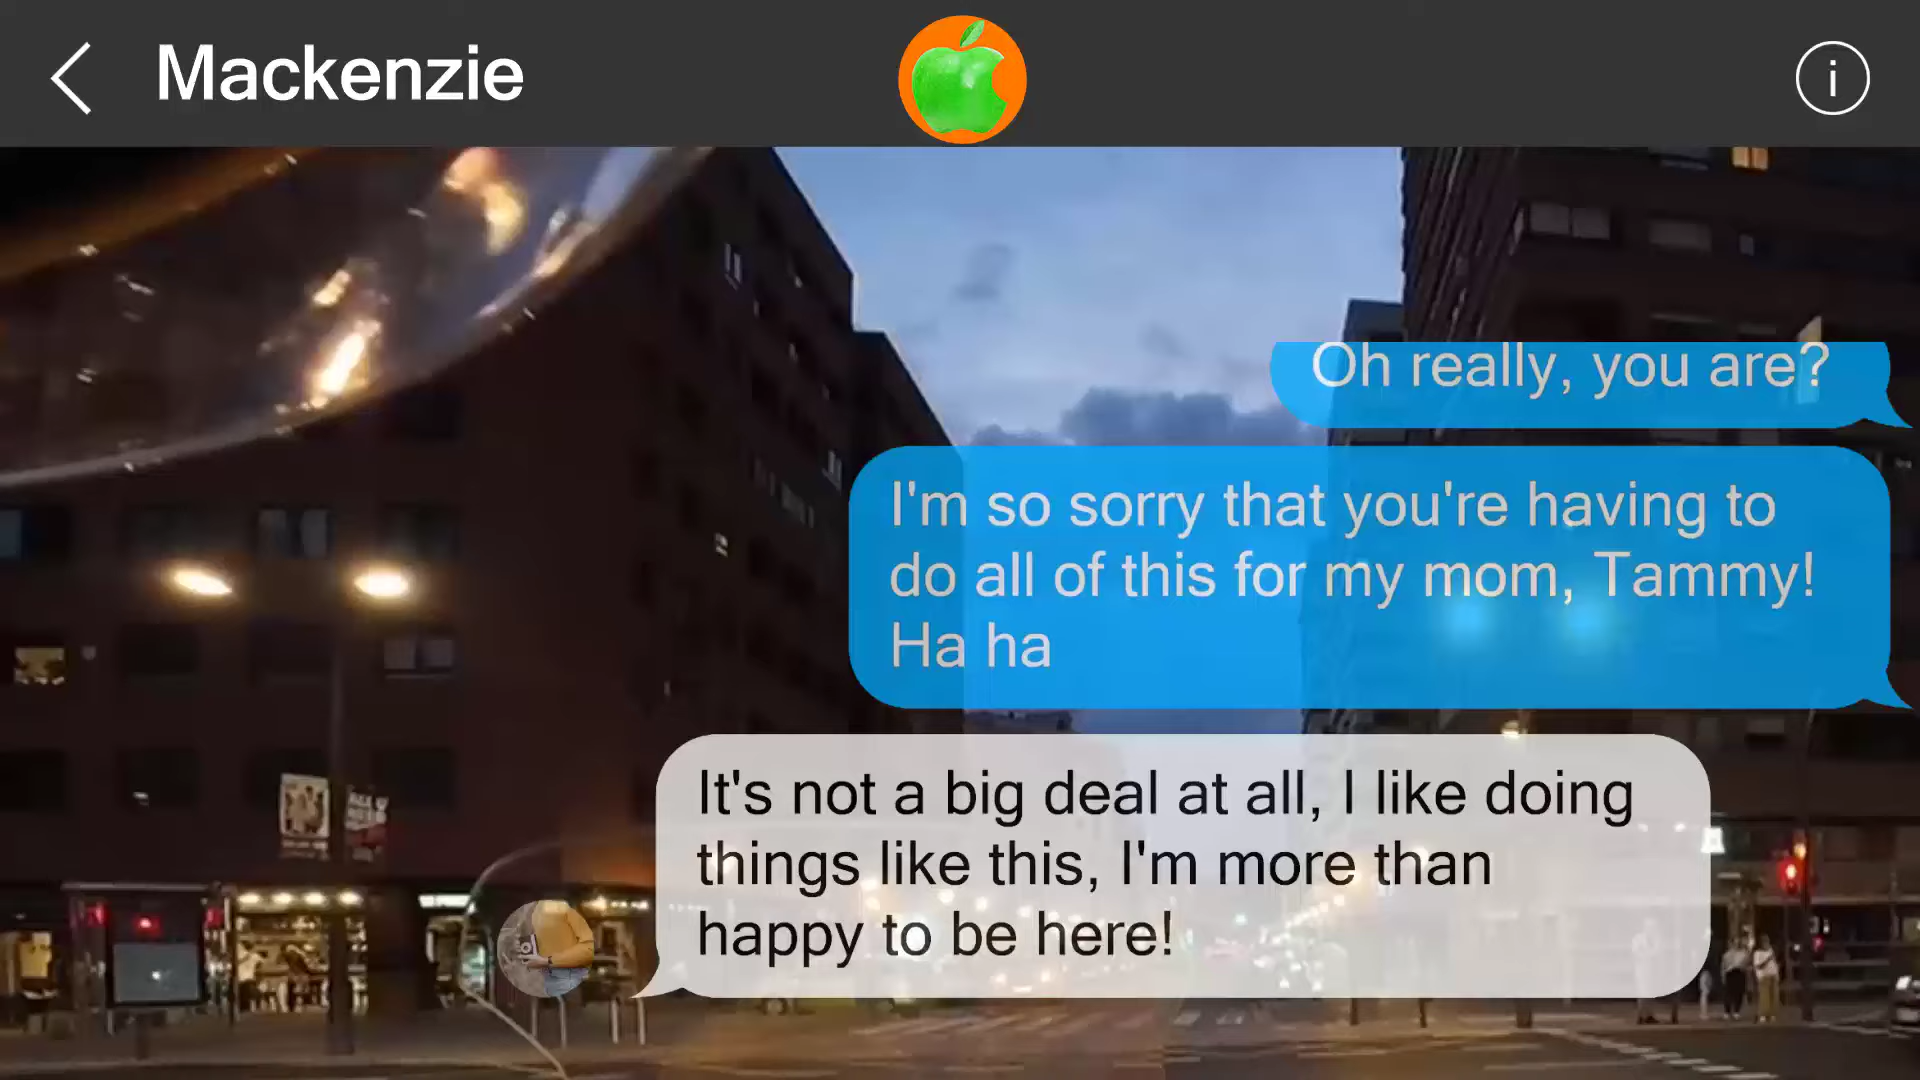 Mackenzie
Oh really, you are?
I'm so sorry that you're having to
do all of this for my mom, Tammy!
Ha ha
It's not a big deal at all, I like doing
things like this, I'm more than
happy to be here!